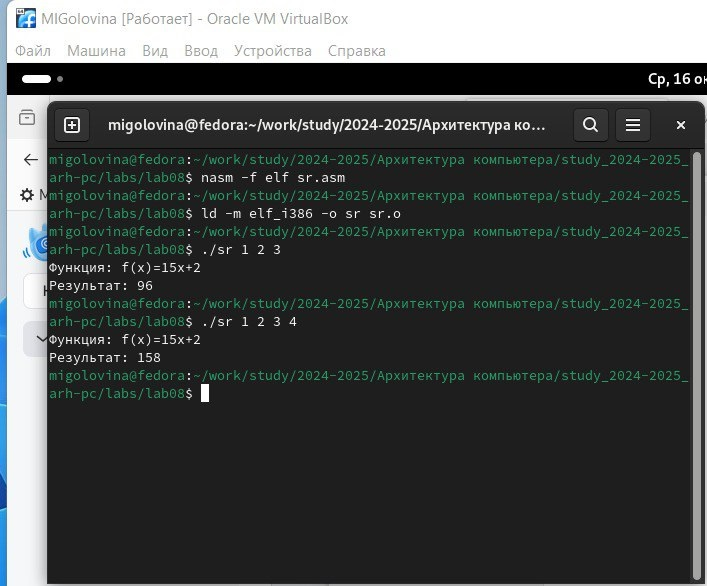 MIGolovina [Работает] - Oracle VM VirtualBox
Файл Машина Вид Ввод Устройства Справка
Ср, 16 ок
migolovina@fedora:~/work/study/2024-2025/Архитектура ко...
migolovina@fedora:~/work/study/2024-2025/Архитектура компьютера/study_2024-2025_
arh-pc/labs/lab08$ nasm -f elf sr.asm
migolovina@fedora:~/work/study/2024-2025/Архитектура компьютера/study_2024-2025_
arh-pc/labs/lab08$ ld -m elf_i386 -o sr sr.o
migolovina@fedora:~/work/study/2024-2025/Архитектура компьютера/study_2024-2025_
arh-pc/labs/lab08$ ./sr 1 2 3
Функция: f(x)=15x+2
Результат: 96
migolovina@fedora:~/work/study/2024-2025/Архитектура компьютера/study_2024-2025_
arh-pc/labs/lab08$ ./sr 1 2 3 4
Функция: f(x)=15x+2
Результат: 158
migolovina@fedora:~/work/study/2024-2025/Архитектура компьютера/study_2024-2025_
arh-pc/labs/lab08$